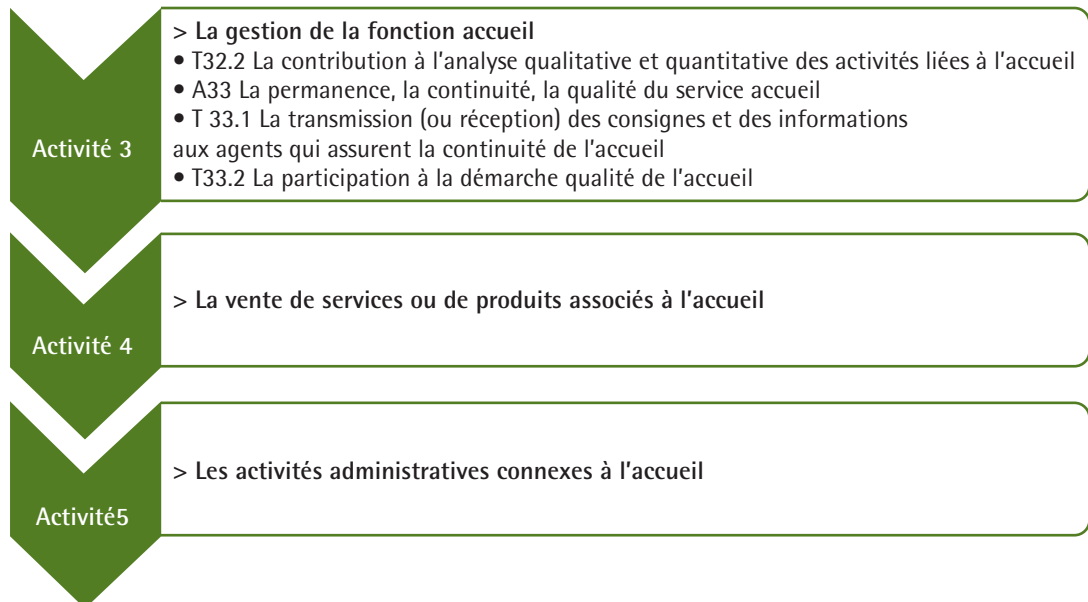 Activité 3
> La gestion de la fonction accueil
• T32.2 La contribution à l'analyse qualitative et quantitative des activités liées à l'accueil
• A33 La permanence, la continuité, la qualité du service accueil
• T 33.1 La transmission (ou réception) des consignes et des informations
aux agents qui assurent la continuité de l'accueil
• T33.2 La participation à la démarche qualité de l'accueil
Activité 4
> La vente de services ou de produits associés à l'accueil
Activité5
> Les activités administratives connexes à l'accueil